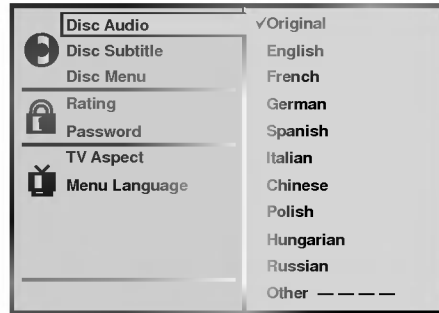 Disc Audio
Disc Subtitle
Disc Menu
Rating
Password
TV Aspect
Menu Language
✓Original
English
French
German
Spanish
Italian
Chinese
Polish
Hungarian
Russian
Other — — — —